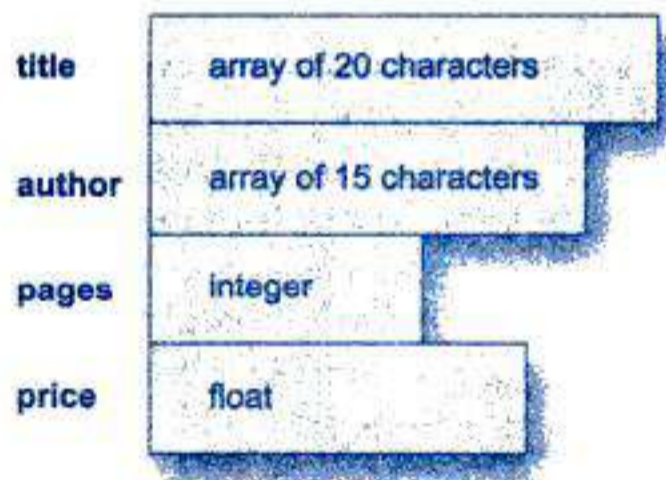 title array of 20 characters
author array of 15 characters
pages integer
price float